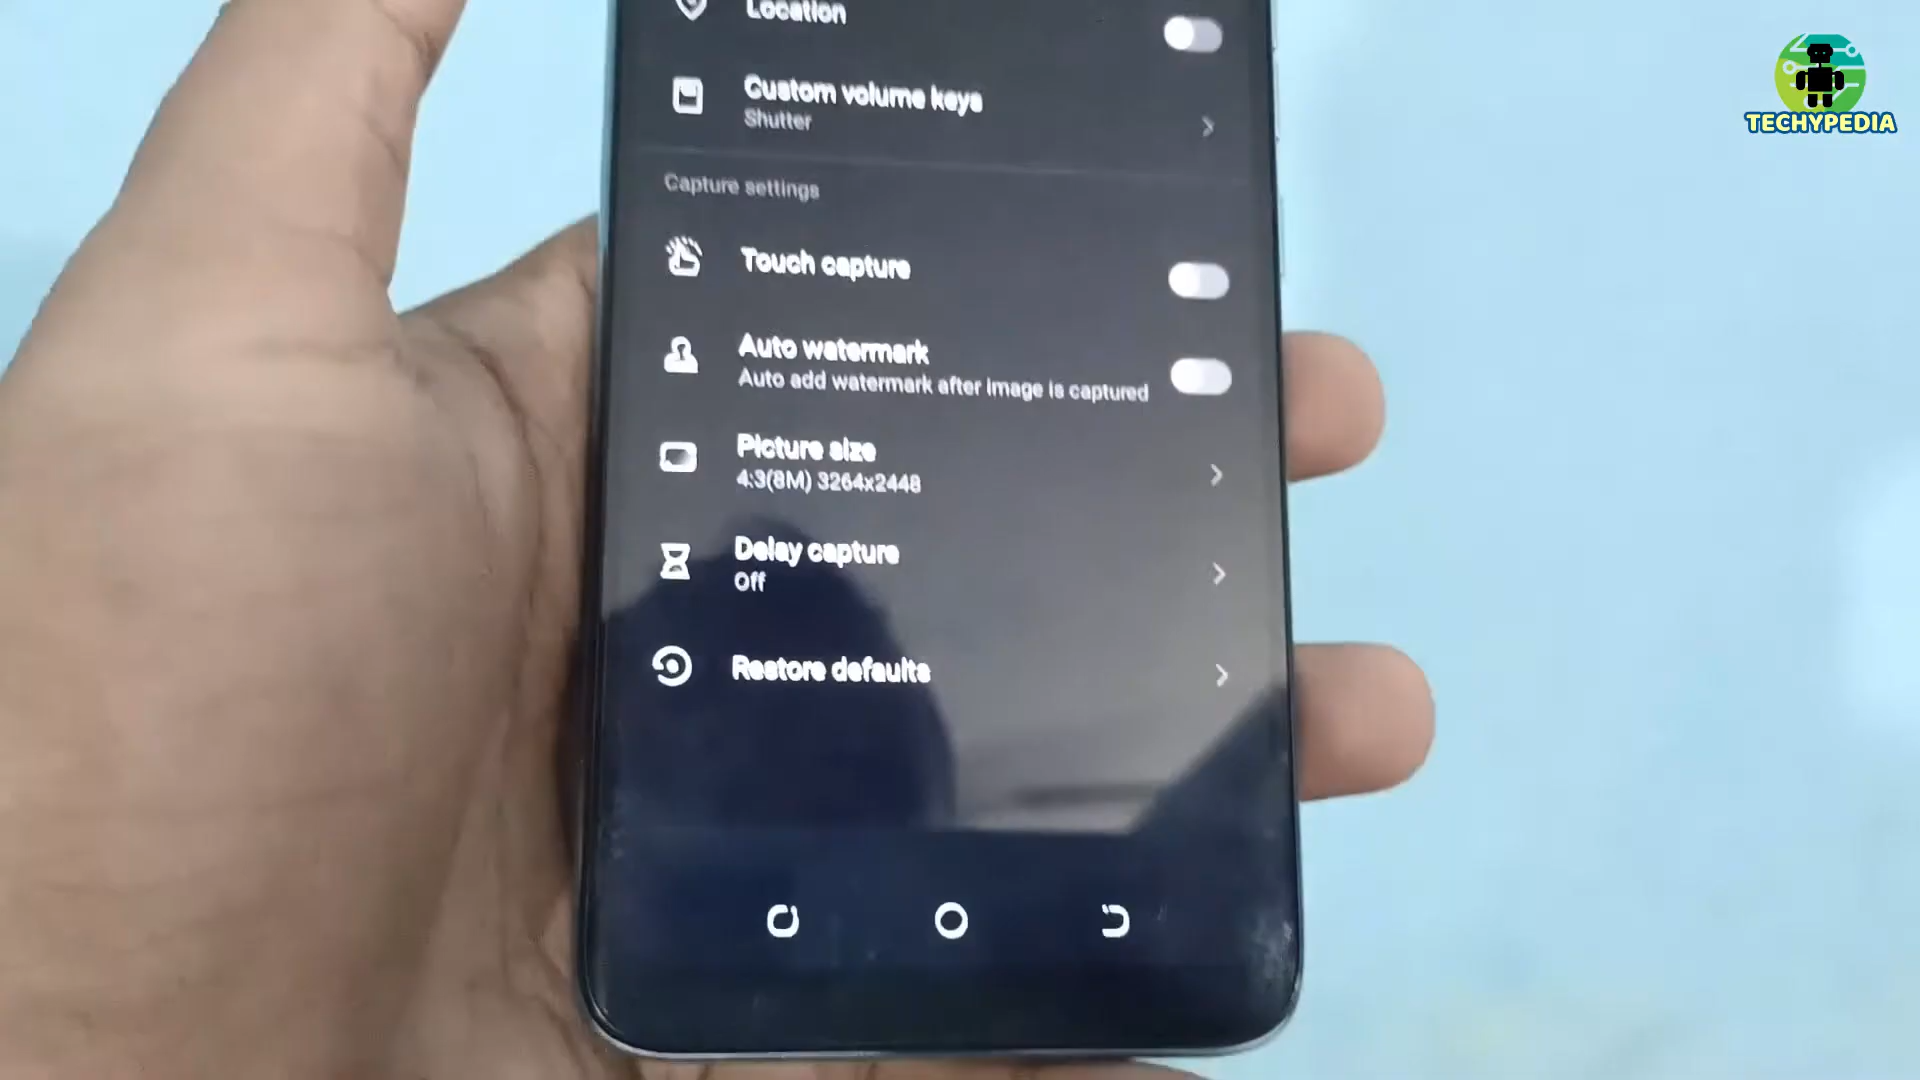 Location
Custom volume keys
Shutter
Capture settings
Touch capture
Auto watermark
Auto add watermark after image is captured
Picture size
4:3(8M) 3264x2448
Delay capture
Off
Restore defaults
TECHYPEDIA